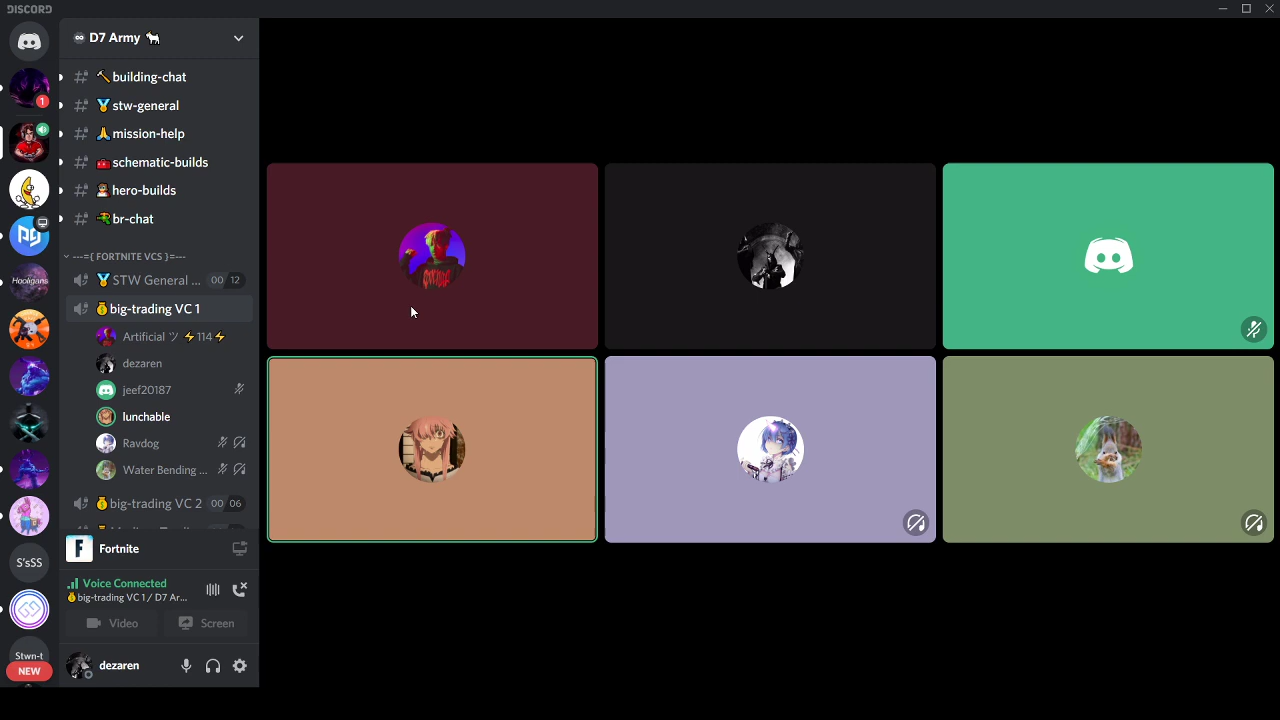 DISCORD
D7 Army
building-chat
stw-general
mission-help
schematic-builds
hero-builds
br-chat
---={ FORTNITE VCS }=---
STW General ... 00 12
big-trading VC 1
Artificial ツ ⚡114⚡
dezaren
jeef20187
lunchable
Ravdog
Water Bending ...
big-trading VC 2 00 06
F Fortnite
Voice Connected
big-trading VC 1 / D7 Ar...
Video Screen
dezaren
1
Hooligans
S'sSS
Stwn-t
NEW